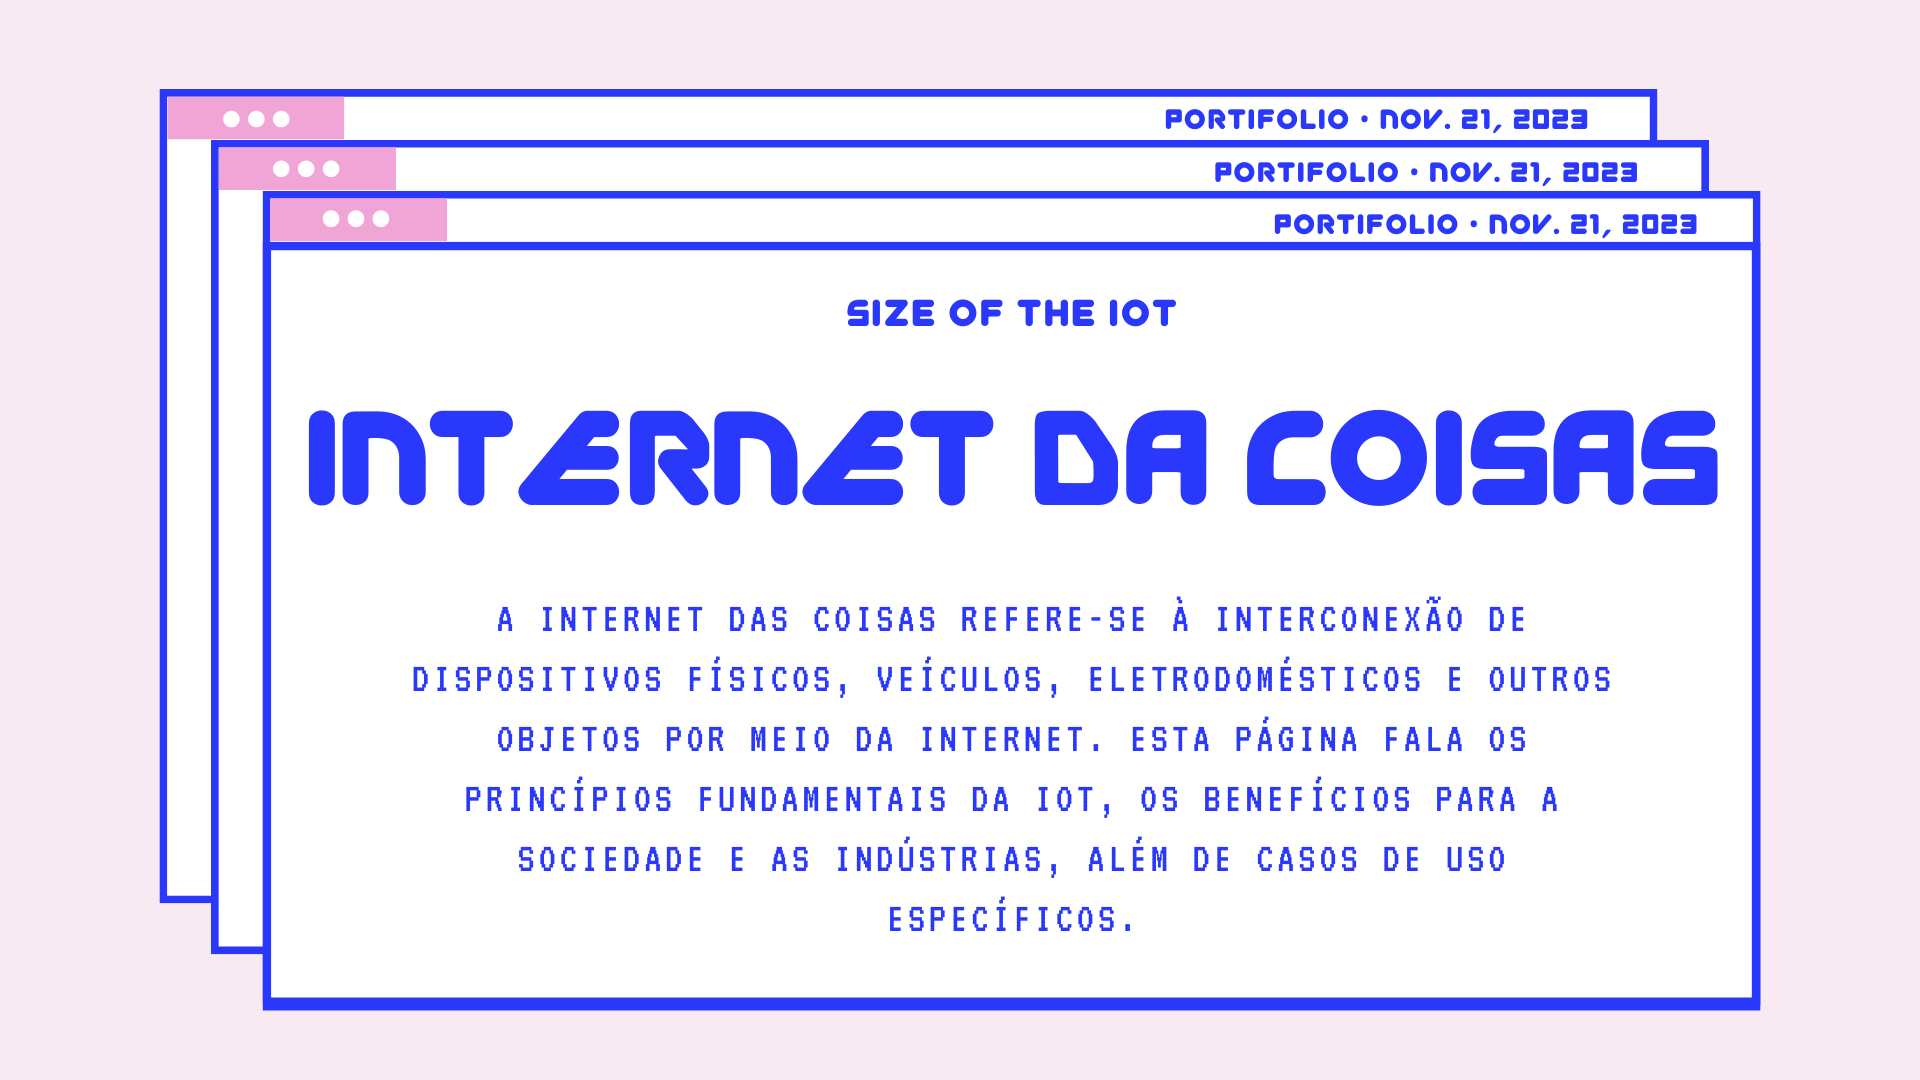 PORTIFOLIO • NOV. 21, 2023
PORTIFOLIO • NOV. 21, 2023
PORTIFOLIO • NOV. 21, 2023
SIZE OF THE IOT
INTERNET DA COISAS
A INTERNET DAS COISAS REFERE-SE À INTERCONEXÃO DE
DISPOSITIVOS FÍSICOS, VEÍCULOS, ELETRODOMÉSTICOS E OUTROS
OBJETOS POR MEIO DA INTERNET. ESTA PÁGINA FALA OS
PRINCÍPIOS FUNDAMENTAIS DA IOT, OS BENEFÍCIOS PARA A
SOCIEDADE E AS INDÚSTRIAS, ALÉM DE CASOS DE USO
ESPECÍFICOS.